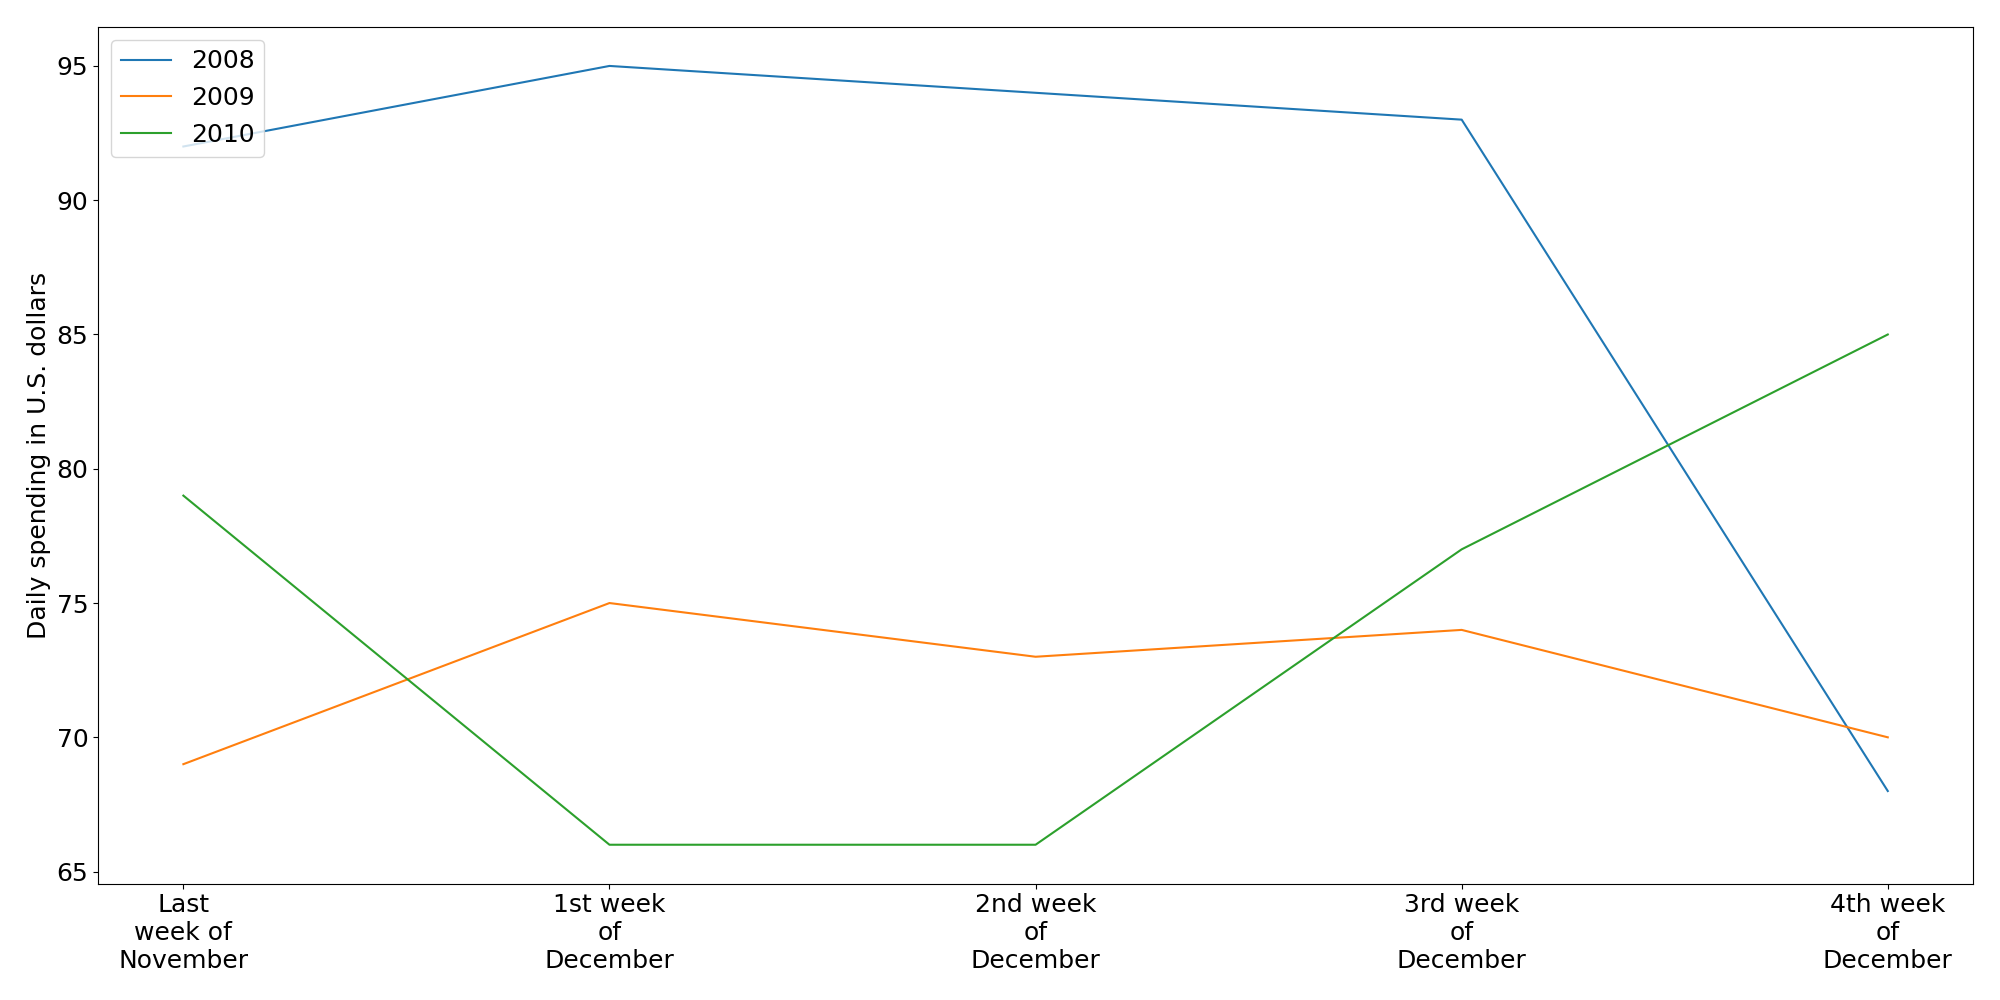 2008
2009
2010
Daily spending in U.S. dollars
95
90
85
80
75
70
65
Last
week of
November
1st week
of
December
2nd week
of
December
3rd week
of
December
4th week
of
December